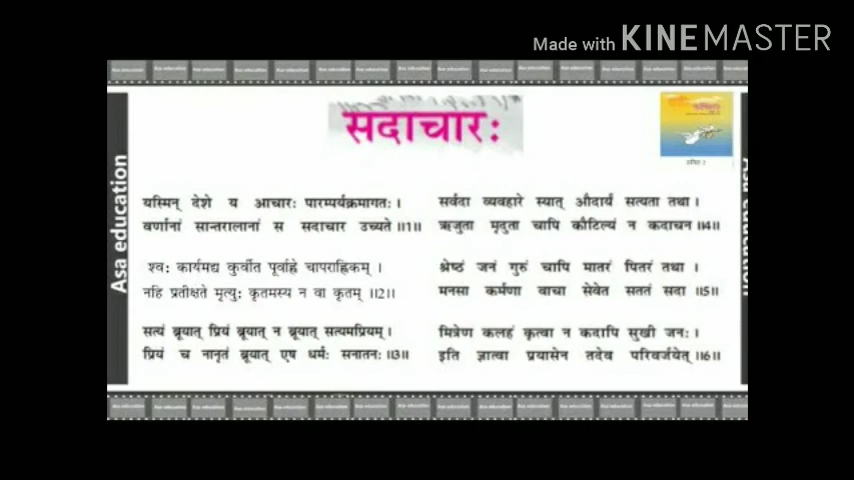 Made with KINEMASTER
सदाचारः
Asa education
यस्मिन् देशे य आचारः पारम्पर्यक्रमागतः ।
वर्णानां सान्तरालानां स सदाचार उच्यते ॥1॥
श्वः कार्यमद्य कुर्वीत पूर्वाह्णे चापराह्णिकम् ।
नहि प्रतीक्षते मृत्युः कृतमस्य न वा कृतम् ॥2॥
सत्यं ब्रूयात् प्रियं ब्रूयात् न ब्रूयात् सत्यमप्रियम् ।
प्रियं च नानृतं ब्रूयात् एष धर्मः सनातनः ॥3॥
सर्वदा व्यवहारे स्यात् औदार्यं सत्यता तथा ।
ऋजुता मृदुता चापि कौटिल्यं न कदाचन ॥4॥
श्रेष्ठं जनं गुरुं चापि मातरं पितरं तथा ।
मनसा कर्मणा वाचा सेवेत सततं सदा ॥5॥
मित्रेण कलहं कृत्वा न कदापि सुखी जनः ।
इति ज्ञात्वा प्रयासेन तदेव परिवर्जयेत् ॥6॥